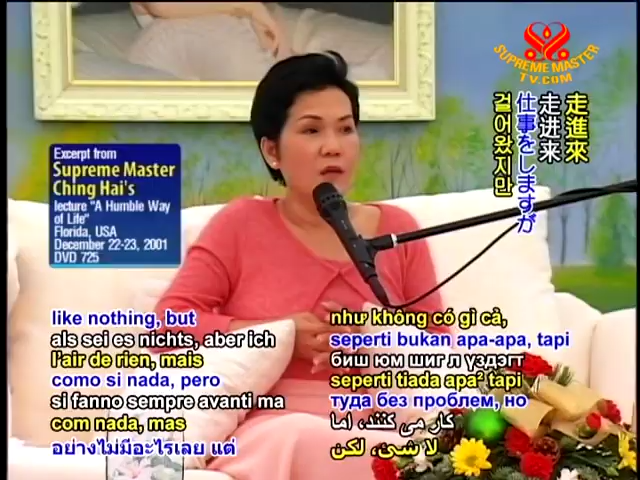 SUPREME MASTER
TV.COM
走進來
走进来
仕事をしますが
걸어왔지만
Excerpt from
Supreme Master
Ching Hai's
lecture "A Humble Way
of Life"
Florida, USA
December 22-23, 2001
DVD 725
like nothing, but
als sei es nichts, aber ich
l'air de rien, mais
como si nada, pero
si fanno sempre avanti ma
com nada, mas
อย่างไม่มีอะไรเลย แต่
như không có gì cả,
seperti bukan apa-apa, tapi
биш юм шиг л үздэгт
seperti tiada apa² tapi
туда без проблем, но
کار می کنند، اما
لا شئ، لكن